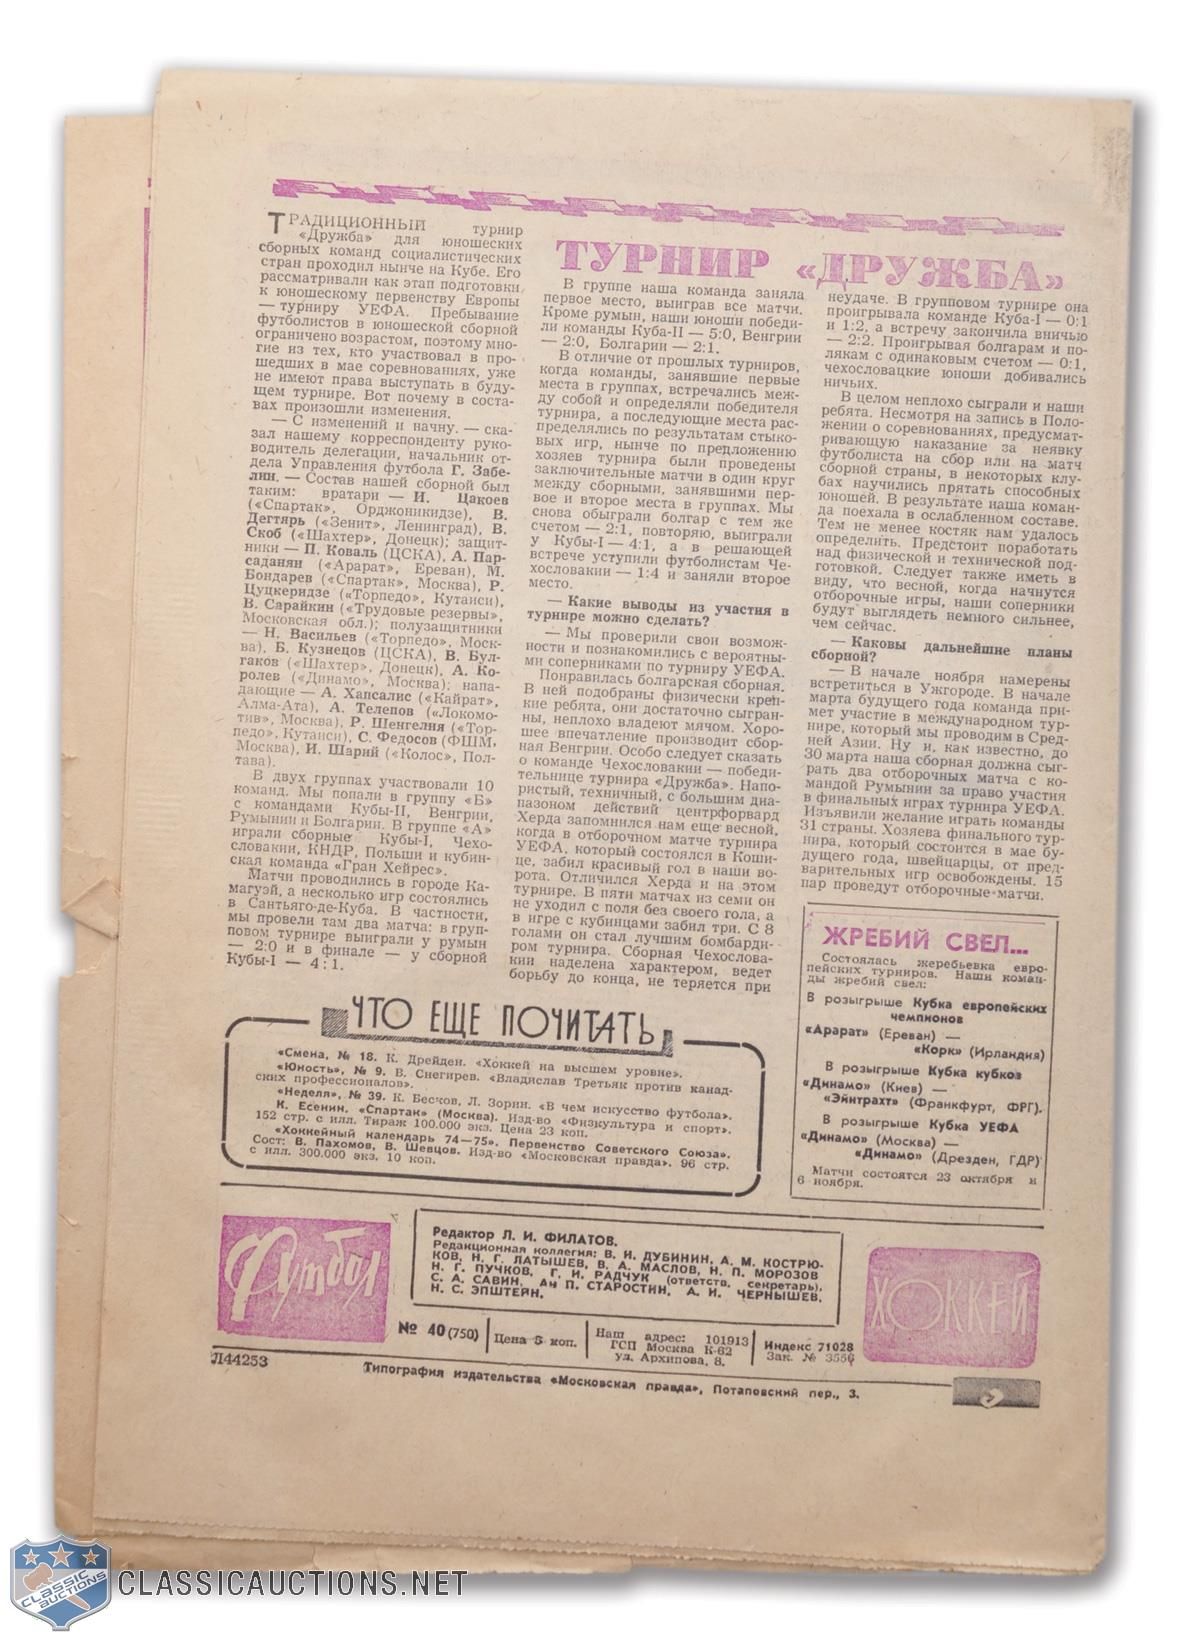 ТУРНИР «ДРУЖБА»
ТРАДИЦИОННЫЙ турнир
«Дружба» для юношеских
сборных команд социалистических
стран проходил нынче на Кубе. Его
рассматривали как этап подготовки
к юношескому первенству Европы
— турниру УЕФА. Пребывание
футболистов в юношеской сборной
ограничено возрастом, поэтому мно-
гие из тех, кто участвовал в про-
шедших в мае соревнованиях, уже
не имеют права выступать в буду-
щем турнире. Вот почему в соста-
вах произошли изменения.
— С изменений и начну. — ска-
зал нашему корреспонденту руко-
водитель делегации, начальник от-
дела Управления футбола Г. Забе-
лин. — Состав нашей сборной был
таким: вратари — И. Цакоев
(«Спартак», Орджоникидзе), В.
Дегтярь («Зенит», Ленинград), В.
Скоб («Шахтер», Донецк); защит-
ники — П. Коваль (ЦСКА), А. Пар-
саданян («Арарат», Ереван), М.
Бондарев («Спартак», Москва), Р.
Цуцкеридзе («Торпедо», Кутаиси),
В. Сарайкин («Трудовые резервы»,
Московская обл.); полузащитники
— Н. Васильев («Торпедо», Моск-
ва), Б. Кузнецов (ЦСКА), В. Бул-
гаков («Шахтер», Донецк), А. Ко-
ролев («Динамо», Москва); напа-
дающие — А. Хапсалис («Кайрат»,
Алма-Ата), А. Телепов («Локомо-
тив», Москва), Р. Шенгелия («Тор-
педо», Кутаиси), С. Федосов (ФШМ,
Москва), И. Шарий («Колос», Пол-
тава).
В двух группах участвовали 10
команд. Мы попали в группу «Б»
с командами Кубы-II, Венгрии,
Румынии и Болгарии. В группе «А»
играли сборные Кубы-I, Чехо-
словакии, КНДР, Польши и кубин-
ская команда «Гран Хейрес».
Матчи проводились в городе Ка-
магуэй, а несколько игр состоялись
в Сантьяго-де-Куба. В частности,
мы провели там два матча: в груп-
повом турнире выиграли у румын
— 2:0 и в финале — у сборной
Кубы-I — 4:1.
В группе наша команда заняла
первое место, выиграв все матчи.
Кроме румын, наши юноши победи-
ли команды Куба-II — 5:0, Венгрии
— 2:0, Болгарии — 2:1.
В отличие от прошлых турниров,
когда команды, занявшие первые
места в группах, встречались меж-
ду собой и определяли победителя
турнира, а последующие места рас-
пределялись по результатам стыко-
вых игр, нынче по предложению
хозяев турнира были проведены
заключительные матчи в один круг
между сборными, занявшими пер-
вое и второе места в группах. Мы
снова обыграли болгар с тем же
счетом — 2:1, повторяю, выиграли
у Кубы-I — 4:1, а в решающей
встрече уступили футболистам Че-
хословакии — 1:4 и заняли второе
место.
— Какие выводы из участия в
турнире можно сделать?
— Мы проверили свои возмож-
ности и познакомились с вероятны-
ми соперниками по турниру УЕФА.
Понравилась болгарская сборная.
В ней подобраны физически креп-
кие ребята, они достаточно сыгран-
ны, неплохо владеют мячом. Хоро-
шее впечатление производит сбор-
ная Венгрии. Особо следует сказать
о команде Чехословакии — победи-
тельнице турнира «Дружба». Напо-
ристый, техничный, с большим диа-
пазоном действий центрфорвард
Херда запомнился нам еще весной,
когда в отборочном матче турнира
УЕФА, который состоялся в Коши-
це, забил красивый гол в наши во-
рота. Отличился Херда и на этом
турнире. В пяти матчах из семи он
не уходил с поля без своего гола, а
в игре с кубинцами забил три. С 8
голами он стал лучшим бомбарди-
ром турнира. Сборная Чехослова-
кии наделена характером, ведет
борьбу до конца, не теряется при
неудаче. В групповом турнире она
проигрывала команде Куба-I — 0:1
и 1:2, а встречу закончила вничью
— 2:2. Проигрывая болгарам и по-
лякам с одинаковым счетом — 0:1,
чехословацкие юноши добивались
ничьих.
В целом неплохо сыграли и наши
ребята. Несмотря на запись в Поло-
жении о соревнованиях, предусмат-
ривающую наказание за неявку
футболиста на сбор или на матч
сборной страны, в некоторых клу-
бах научились прятать способных
юношей. В результате наша коман-
да поехала в ослабленном составе.
Тем не менее костяк нам удалось
определить. Предстоит поработать
над физической и технической под-
готовкой. Следует также иметь в
виду, что весной, когда начнутся
отборочные игры, наши соперники
будут выглядеть немного сильнее,
чем сейчас.
— Каковы дальнейшие планы
сборной?
— В начале ноября намерены
встретиться в Ужгороде. В начале
марта будущего года команда при-
мет участие в международном тур-
нире, который мы проводим в Сред-
ней Азии. Ну и, как известно, до
30 марта наша сборная должна сыг-
рать два отборочных матча с ко-
мандой Румынии за право участия
в финальных играх турнира УЕФА.
Изъявили желание играть команды
31 страны. Хозяева финального тур-
нира, который состоится в мае бу-
дущего года, швейцарцы, от пред-
варительных игр освобождены. 15
пар проведут отборочные матчи.
ЖРЕБИЙ СВЕЛ...
Состоялась жеребьевка евро-
пейских турниров. Наши коман-
ды жребий свел:
В розыгрыше Кубка европейских
чемпионов
«Арарат» (Ереван) —
«Корк» (Ирландия)
В розыгрыше Кубка кубков
«Динамо» (Киев) —
«Эйнтрахт» (Франкфурт, ФРГ).
В розыгрыше Кубка УЕФА
«Динамо» (Москва) —
«Динамо» (Дрезден, ГДР)
Матчи состоятся 23 октября и
6 ноября.
ЧТО ЕЩЕ ПОЧИТАТЬ
«Смена, № 18. К. Дрейден. «Хоккей на высшем уровне».
«Юность», № 9. В. Снегирев. «Владислав Третьяк против канад-
ских профессионалов».
«Неделя», № 39. К. Бесков, Л. Зорин. «В чем искусство футбола».
К. Есенин. «Спартак» (Москва). Изд-во «Физкультура и спорт».
152 стр. с илл. Тираж 100.000 экз. Цена 23 коп.
«Хоккейный календарь 74—75». Первенство Советского Союза».
Сост: В. Пахомов, В. Шевцов. Изд-во «Московская правда». 96 стр.
с илл. 300.000 экз. 10 коп.
Футбол
Редактор Л. И. ФИЛАТОВ.
Редакционная коллегия: В. И. ДУБИНИН, А. М. КОСТРЮ-
КОВ, Н. Г. ЛАТЫШЕВ, В. А. МАСЛОВ, Н. П. МОРОЗОВ
Н. Г. ПУЧКОВ, Г. И. РАДЧУК (ответств. секретарь),
С. А. САВИН, Ан П. СТАРОСТИН, А. И. ЧЕРНЫШЕВ,
Н. С. ЭПШТЕЙН.
ХОККЕЙ
№ 40 (750)
Цена 5 коп.
Наш адрес: 101913
ГСП Москва К-62
ул. Архипова, 8.
Индекс 71028
Зак. № 3556
Л44253
Типография издательства «Московская правда», Потаповский пер., 3.
CLASSIC AUCTIONS
CLASSICAUCTIONS.NET